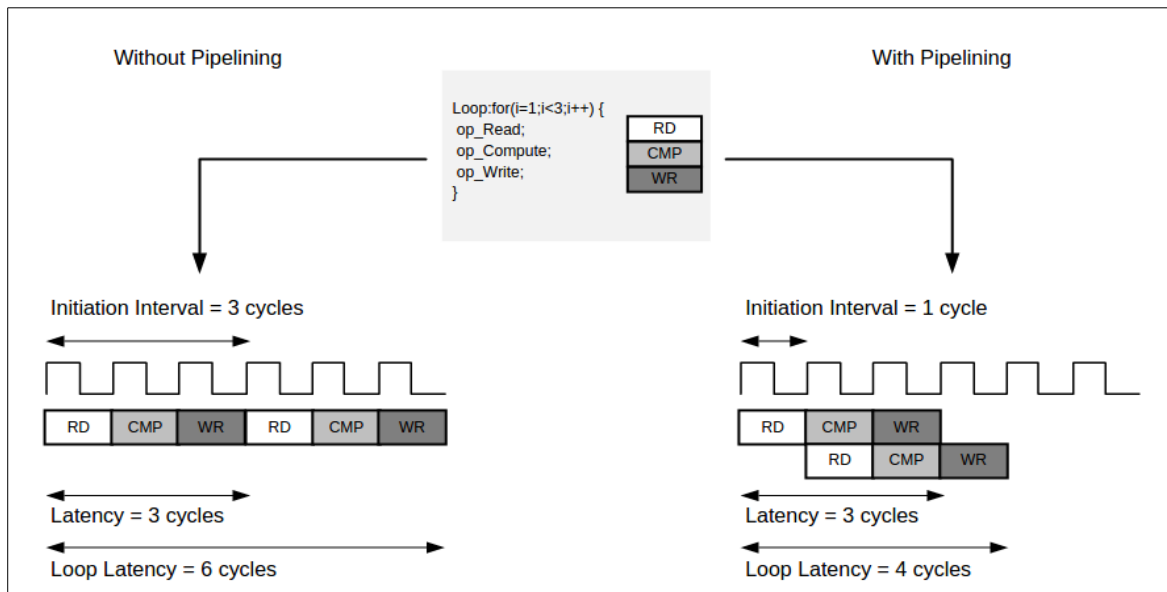 Without Pipelining
With Pipelining
Loop:for(i=1;i<3;i++) {
op_Read;
op_Compute;
op_Write;
}
RD
CMP
WR
Initiation Interval = 3 cycles
RD CMP WR RD CMP WR
Latency = 3 cycles
Loop Latency = 6 cycles
Initiation Interval = 1 cycle
RD CMP WR
RD CMP WR
Latency = 3 cycles
Loop Latency = 4 cycles